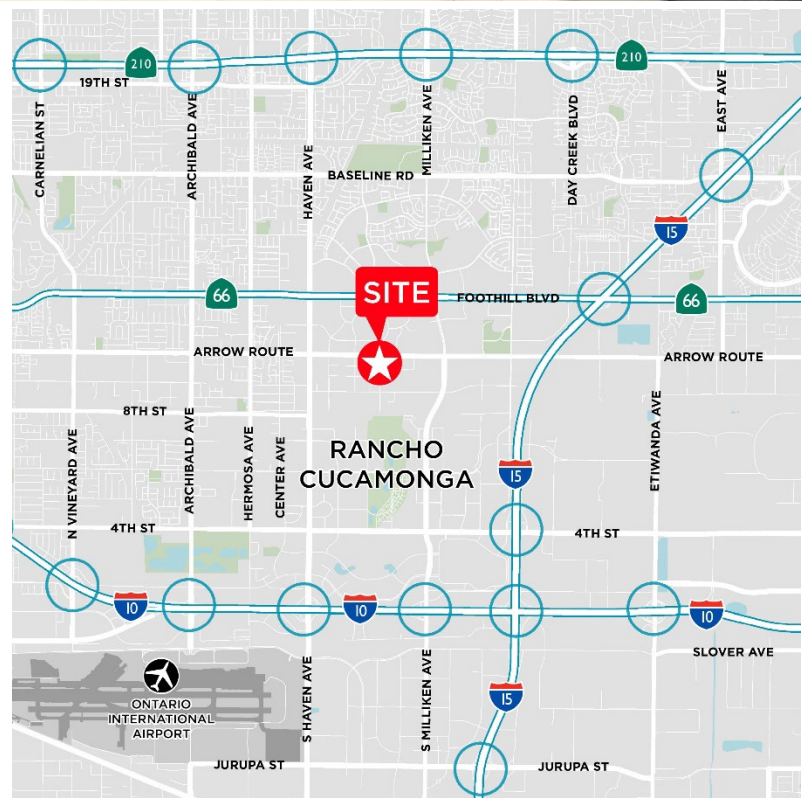 210
210
19TH ST
CARNELIAN ST
ARCHIBALD AVE
HAVEN AVE
MILLIKEN AVE
DAY CREEK BLVD
EAST AVE
BASELINE RD
15
SITE
66
FOOTHILL BLVD
66
ARROW ROUTE
ARROW ROUTE
8TH ST
N VINEYARD AVE
ARCHIBALD AVE
HERMOSA AVE
CENTER AVE
RANCHO
CUCAMONGA
15
ETIWANDA AVE
4TH ST
4TH ST
10
10
10
SLOVER AVE
ONTARIO
INTERNATIONAL
AIRPORT
S HAVEN AVE
S MILLIKEN AVE
15
JURUPA ST
JURUPA ST